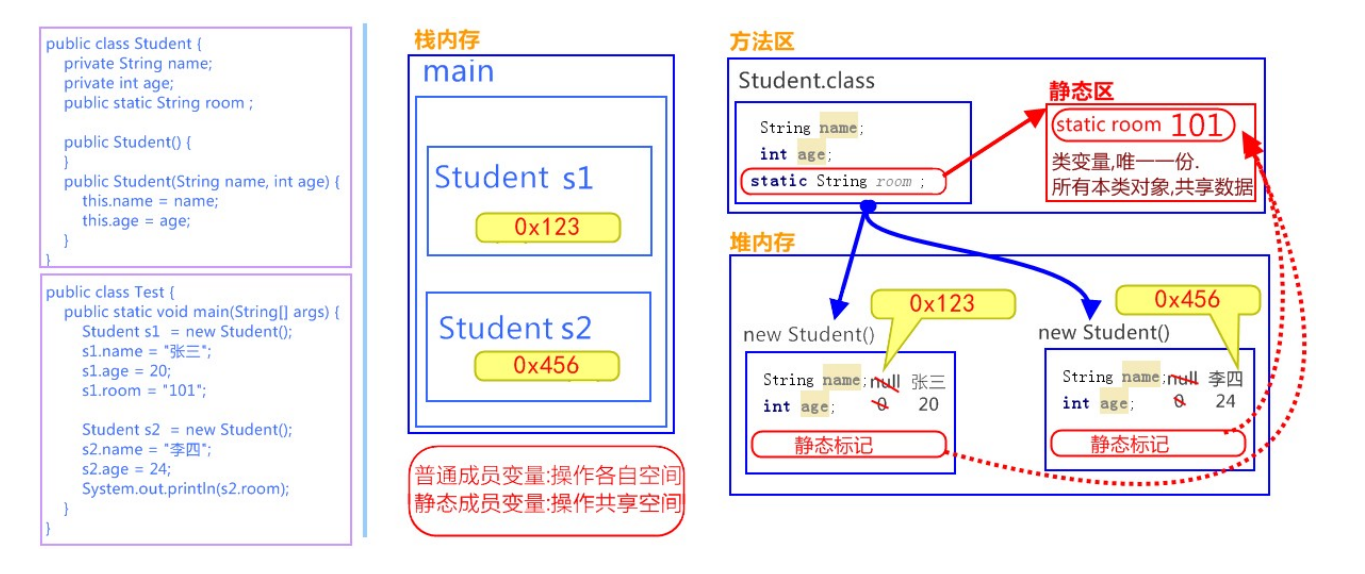 public class Student {
private String name;
private int age;
public static String room ;
public Student() {
}
public Student(String name, int age) {
this.name = name;
this.age = age;
}
}
public class Test {
public static void main(String[] args) {
Student s1 = new Student();
s1.name = "张三";
s1.age = 20;
s1.room = "101";
Student s2 = new Student();
s2.name = "李四";
s2.age = 24;
System.out.println(s2.room);
}
}
栈内存
main
Student s1
0x123
Student s2
0x456
普通成员变量:操作各自空间
静态成员变量:操作共享空间
方法区
Student.class
String name;
int age;
static String room ;
静态区
static room 101
类变量,唯一一份.
所有本类对象,共享数据
堆内存
0x123
new Student()
String name; null 张三
int age; 0 20
静态标记
0x456
new Student()
String name; null 李四
int age; 0 24
静态标记